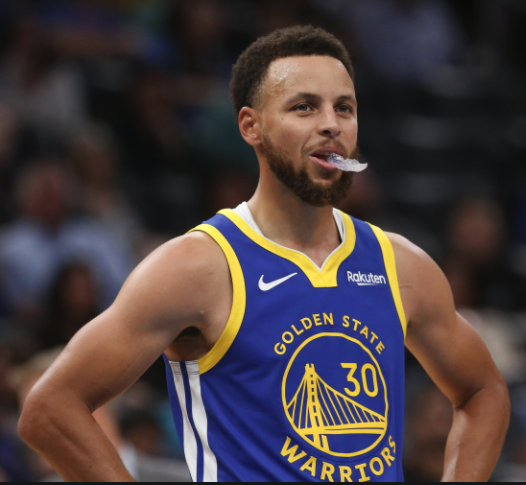 Rakuten
GOLDEN STATE
30
WARRIORS